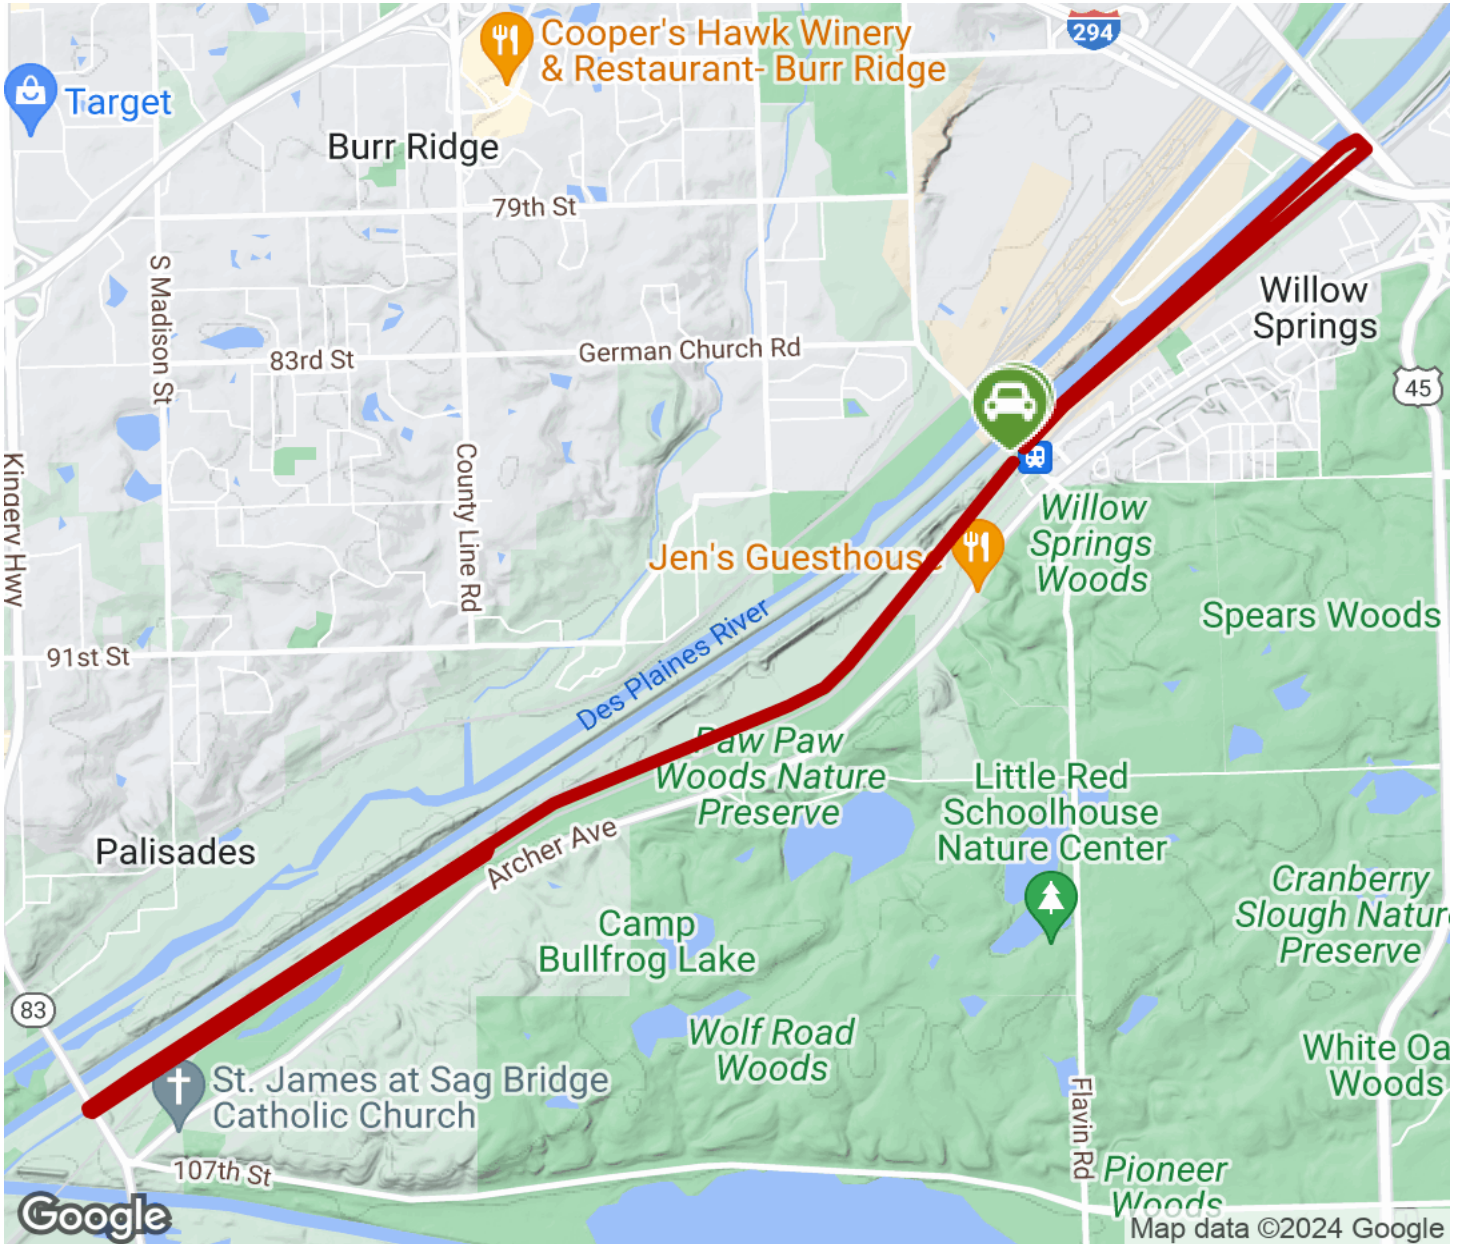 Cooper's Hawk Winery
& Restaurant- Burr Ridge
294
Target
Burr Ridge
79th St
S Madison St
Willow
Springs
83rd St
German Church Rd
45
Kingery Hwy
County Line Rd
Willow
Springs
Woods
Jen's Guesthouse
Spears Woods
91st St
Des Plaines River
Paw Paw
Woods Nature
Preserve
Little Red
Schoolhouse
Nature Center
Palisades
Archer Ave
Cranberry
Slough Natur
Preserve
Camp
Bullfrog Lake
83
Wolf Road
Woods
White Oa
Woods
St. James at Sag Bridge
Catholic Church
Flavin Rd
107th St
Pioneer
Woods
Google
Map data ©2024 Google